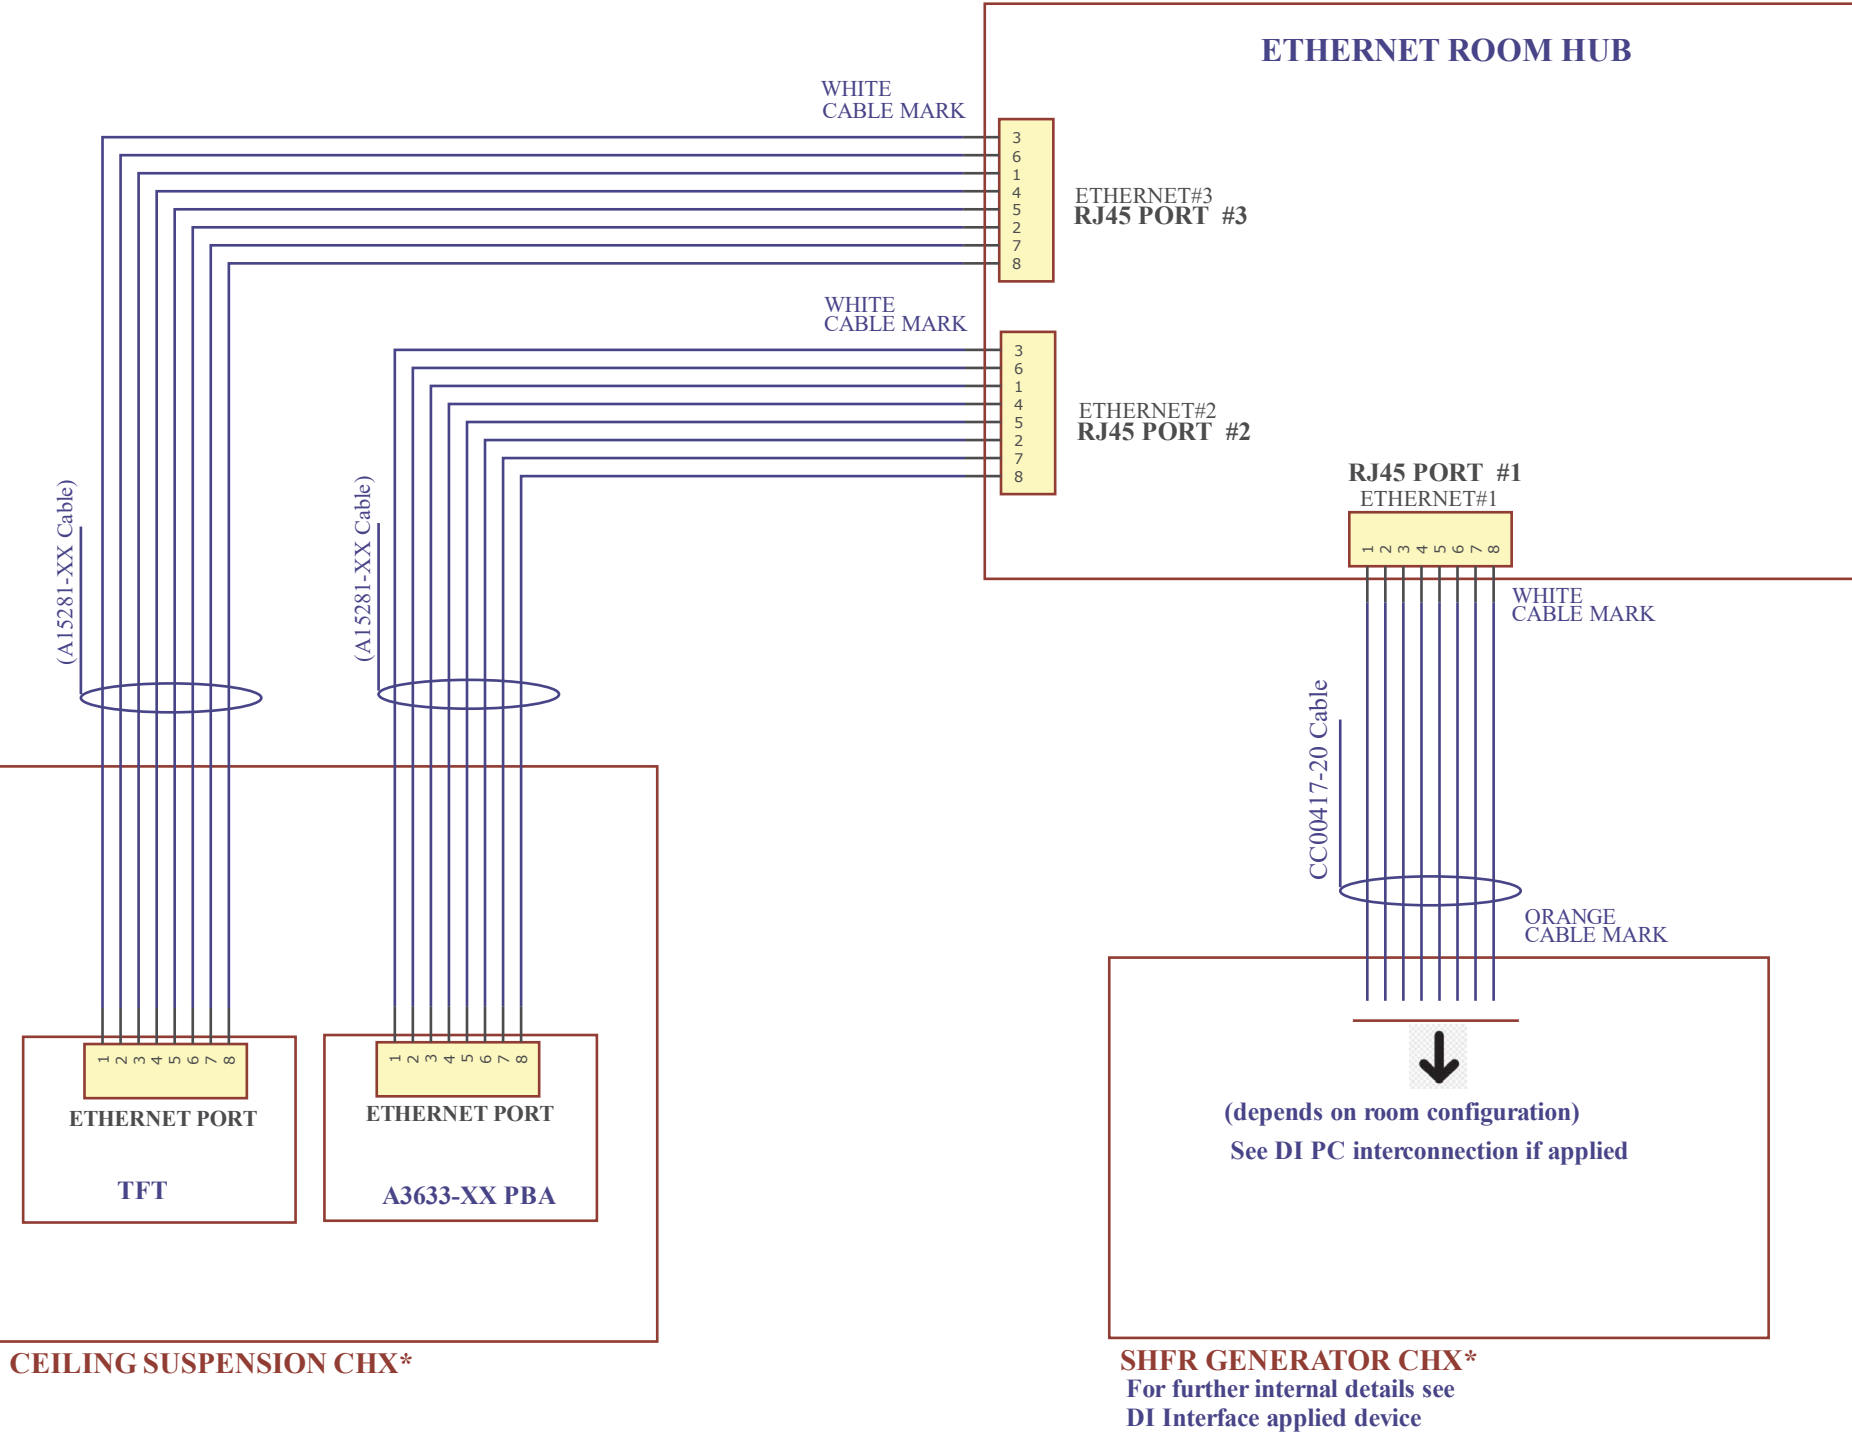 ETHERNET ROOM HUB
WHITE
CABLE MARK
3
6
1
4
5
2
7
8
ETHERNET#3
RJ45 PORT #3
WHITE
CABLE MARK
3
6
1
4
5
2
7
8
ETHERNET#2
RJ45 PORT #2
RJ45 PORT #1
ETHERNET#1
1 2 3 4 5 6 7 8
WHITE
CABLE MARK
(A15281-XX Cable)
(A15281-XX Cable)
CC00417-20 Cable
ORANGE
CABLE MARK
1 2 3 4 5 6 7 8
ETHERNET PORT
TFT
1 2 3 4 5 6 7 8
ETHERNET PORT
A3633-XX PBA
(depends on room configuration)
See DI PC interconnection if applied
CEILING SUSPENSION CHX*
SHFR GENERATOR CHX*
For further internal details see
DI Interface applied device